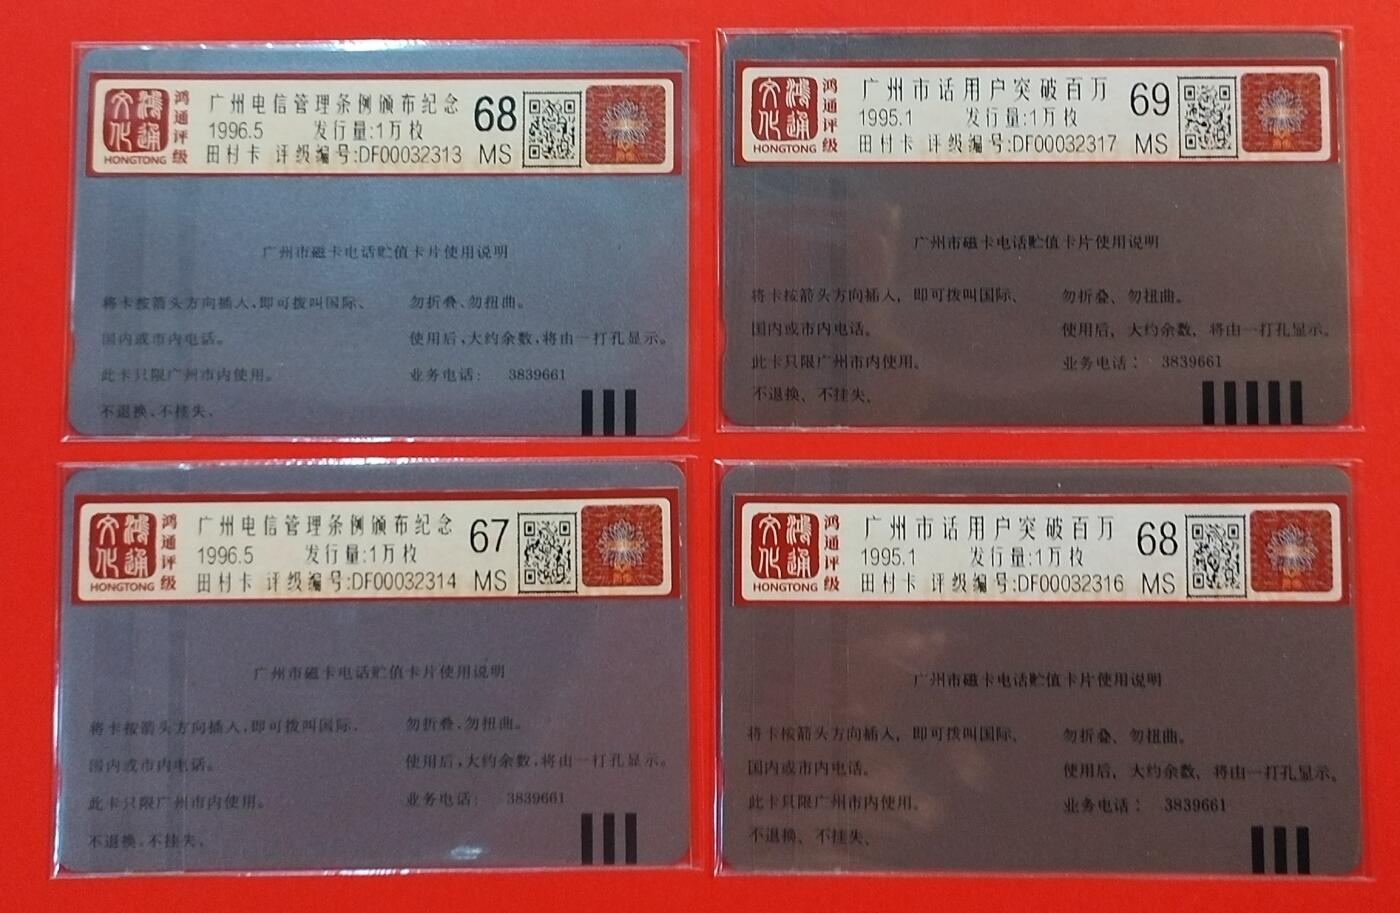 鸿通文化
HONGTONG
鸿通评级
广州电信管理条例颁布纪念
1996.5 发行量:1万枚
田村卡 评级编号:DF00032313
68
MS
广州市磁卡电话贮值卡片使用说明
将卡按箭头方向插入,即可拨叫国际、
国内或市内电话。
此卡只限广州市内使用。
不退换、不挂失、
勿折叠、勿扭曲。
使用后,大约余数,将由一打孔显示。
业务电话: 3839661
鸿通文化
HONGTONG
鸿通评级
广州市话用户突破百万
1995.1 发行量:1万枚
田村卡 评级编号:DF00032317
69
MS
广州市磁卡电话贮值卡片使用说明
将卡按箭头方向插入, 即可拨叫国际、
国内或市内电话。
此卡只限广州市内使用。
不退换、不挂失、
勿折叠、勿扭曲。
使用后, 大约余数, 将由一打孔显示。
业务电话: 3839661
鸿通文化
HONGTONG
鸿通评级
广州电信管理条例颁布纪念
1996.5 发行量:1万枚
田村卡 评级编号:DF00032314
67
MS
广州市磁卡电话贮值卡片使用说明
将卡按箭头方向插入,即可拨叫国际、
国内或市内电话。
此卡只限广州市内使用。
不退换、不挂失、
勿折叠、勿扭曲。
使用后,大约余数,将由一打孔显示。
业务电话: 3839661
鸿通文化
HONGTONG
鸿通评级
广州市话用户突破百万
1995.1 发行量:1万枚
田村卡 评级编号:DF00032316
68
MS
广州市磁卡电话贮值卡片使用说明
将卡按箭头方向插入, 即可拨叫国际、
国内或市内电话。
此卡只限广州市内使用。
不退换、不挂失、
勿折叠、勿扭曲。
使用后, 大约余数, 将由一打孔显示。
业务电话: 3839661